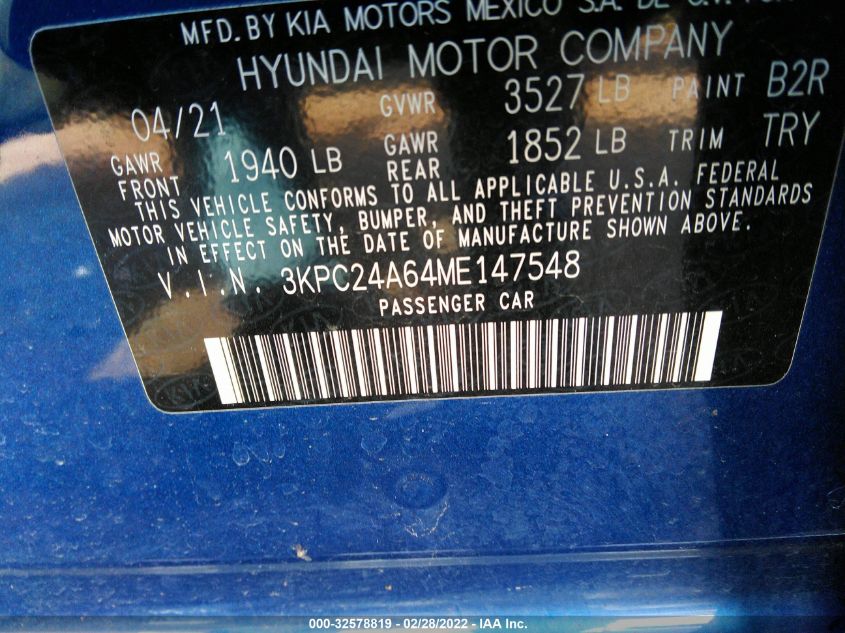 MFD. BY KIA MOTORS MEXICO S.A. DE C.V. FOR
HYUNDAI MOTOR COMPANY
04/21 GVWR 3527 LB PAINT B2R
GAWR FRONT 1940 LB GAWR REAR 1852 LB TRIM TRY
THIS VEHICLE CONFORMS TO ALL APPLICABLE U.S.A. FEDERAL
MOTOR VEHICLE SAFETY, BUMPER, AND THEFT PREVENTION STANDARDS
IN EFFECT ON THE DATE OF MANUFACTURE SHOWN ABOVE.
V.I.N. 3KPC24A64ME147548
PASSENGER CAR
000-32578819 - 02/28/2022 - IAA Inc.